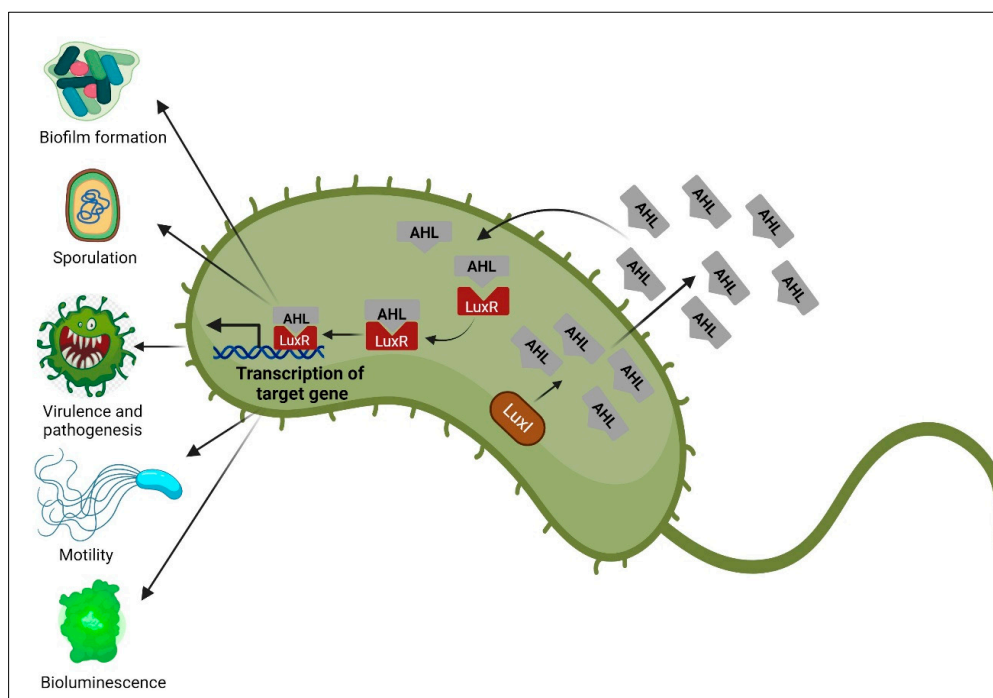 Biofilm formation
Sporulation
Virulence and
pathogenesis
Motility
Bioluminescence
AHL
AHL
LuxR
AHL
LuxR
AHL
LuxR
Transcription of
target gene
LuxI
AHL
AHL
AHL
AHL
AHL
AHL
AHL
AHL
AHL
AHL
AHL